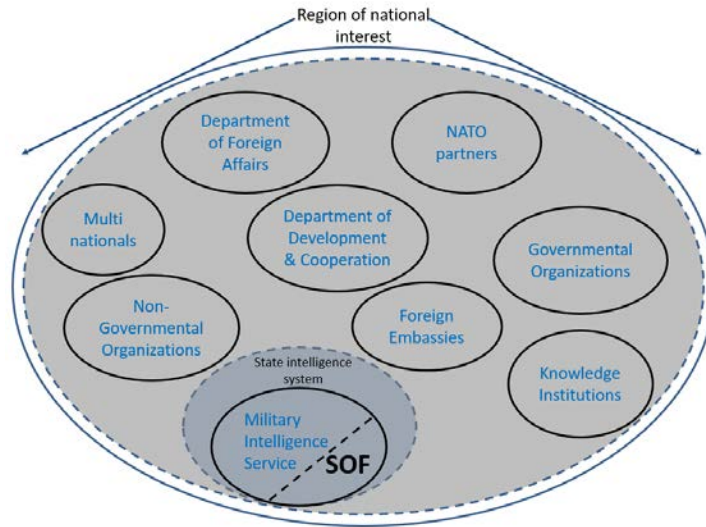 Region of national
interest
Department
of Foreign
Affairs
NATO
partners
Multi
nationals
Department of
Development
& Cooperation
Governmental
Organizations
Non-
Governmental
Organizations
Foreign
Embassies
Knowledge
Institutions
State intelligence
system
Military
Intelligence
Service
SOF